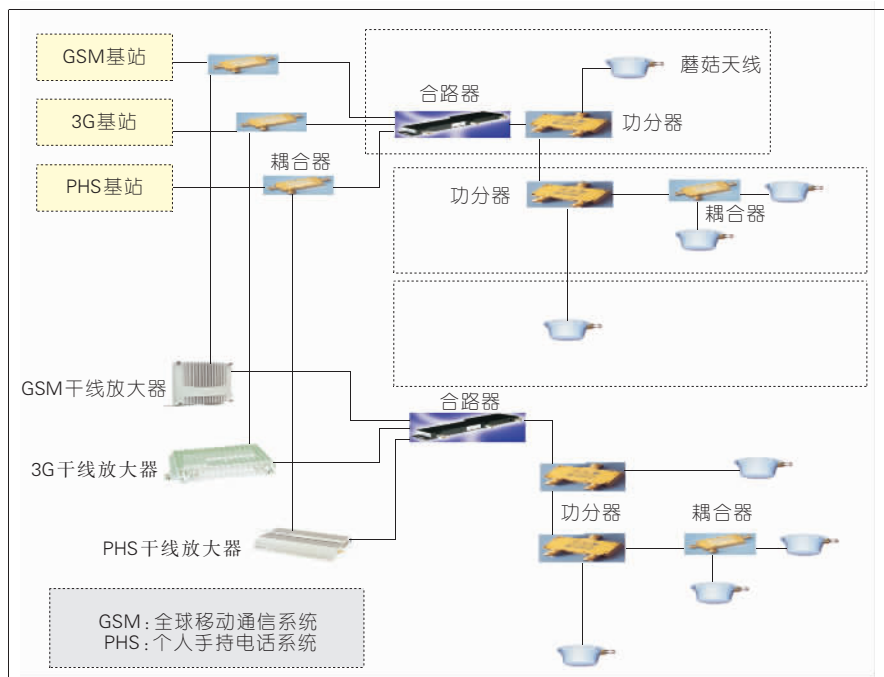 GSM基站
蘑菇天线
合路器
3G基站
功分器
耦合器
PHS基站
功分器
耦合器
GSM干线放大器
合路器
3G干线放大器
功分器
耦合器
PHS干线放大器
GSM:全球移动通信系统
PHS:个人手持电话系统